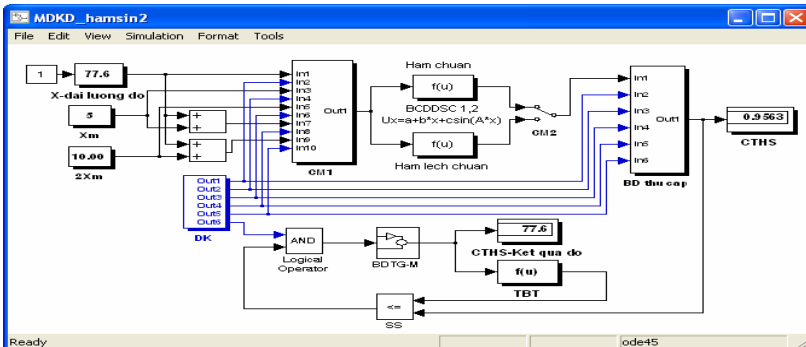 MDKD_hamsin2
File Edit View Simulation Format Tools
1
77.6
X-dai luong do
5
Xm
10.00
2Xm
+
+
+
+
In1
In2
In3
In4
In5
In6
In7
In8
In9
In10
Out1
CM1
Ham chuan
f(u)
BCDDSC 1,2
Ux=a+b*x+csin(A*x)
f(u)
Ham lech chuan
CM2
In1
In2
In3
In4
In5
In6
Out1
BD thu cap
0.9563
CTHS
Out1
Out2
Out3
Out4
Out5
Out6
DK
AND
Logical
Operator
BDTG-M
77.6
CTHS-Ket qua do
f(u)
TBT
<=
SS
Ready
ode45